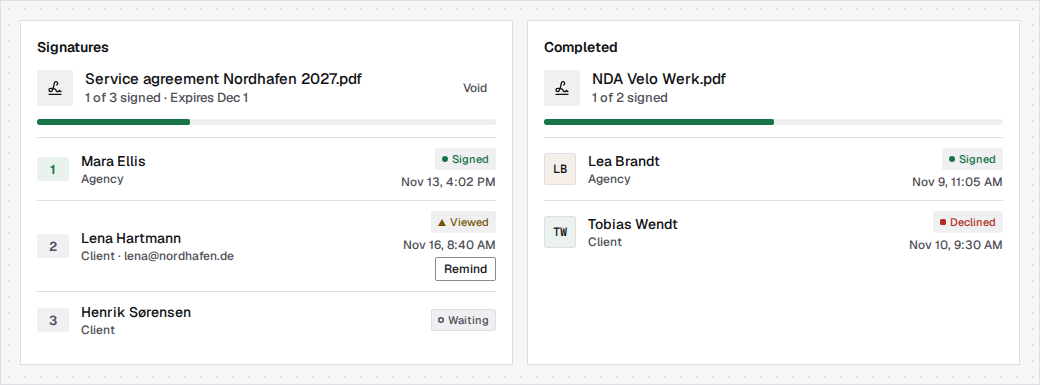 Signatures
Service agreement Nordhafen 2027.pdf
1 of 3 signed · Expires Dec 1
Void
1
Mara Ellis
Agency
Signed
Nov 13, 4:02 PM
2
Lena Hartmann
Client · lena@nordhafen.de
Viewed
Nov 16, 8:40 AM
Remind
3
Henrik Sørensen
Client
Waiting
Completed
NDA Velo Werk.pdf
1 of 2 signed
LB
Lea Brandt
Agency
Signed
Nov 9, 11:05 AM
TW
Tobias Wendt
Client
Declined
Nov 10, 9:30 AM